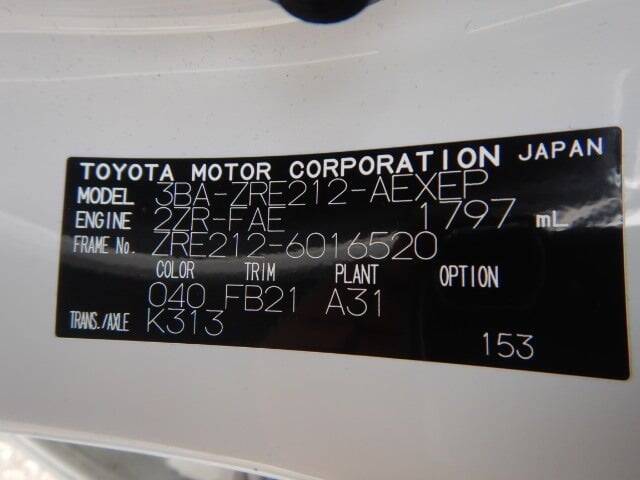 TOYOTA MOTOR CORPORATION JAPAN
MODEL 3BA-ZRE212-AEXEP
ENGINE 2ZR-FAE 1797 mL
FRAME No. ZRE212-6016520
COLOR TRIM PLANT OPTION
040 FB21 A31
TRANS./AXLE K313
153